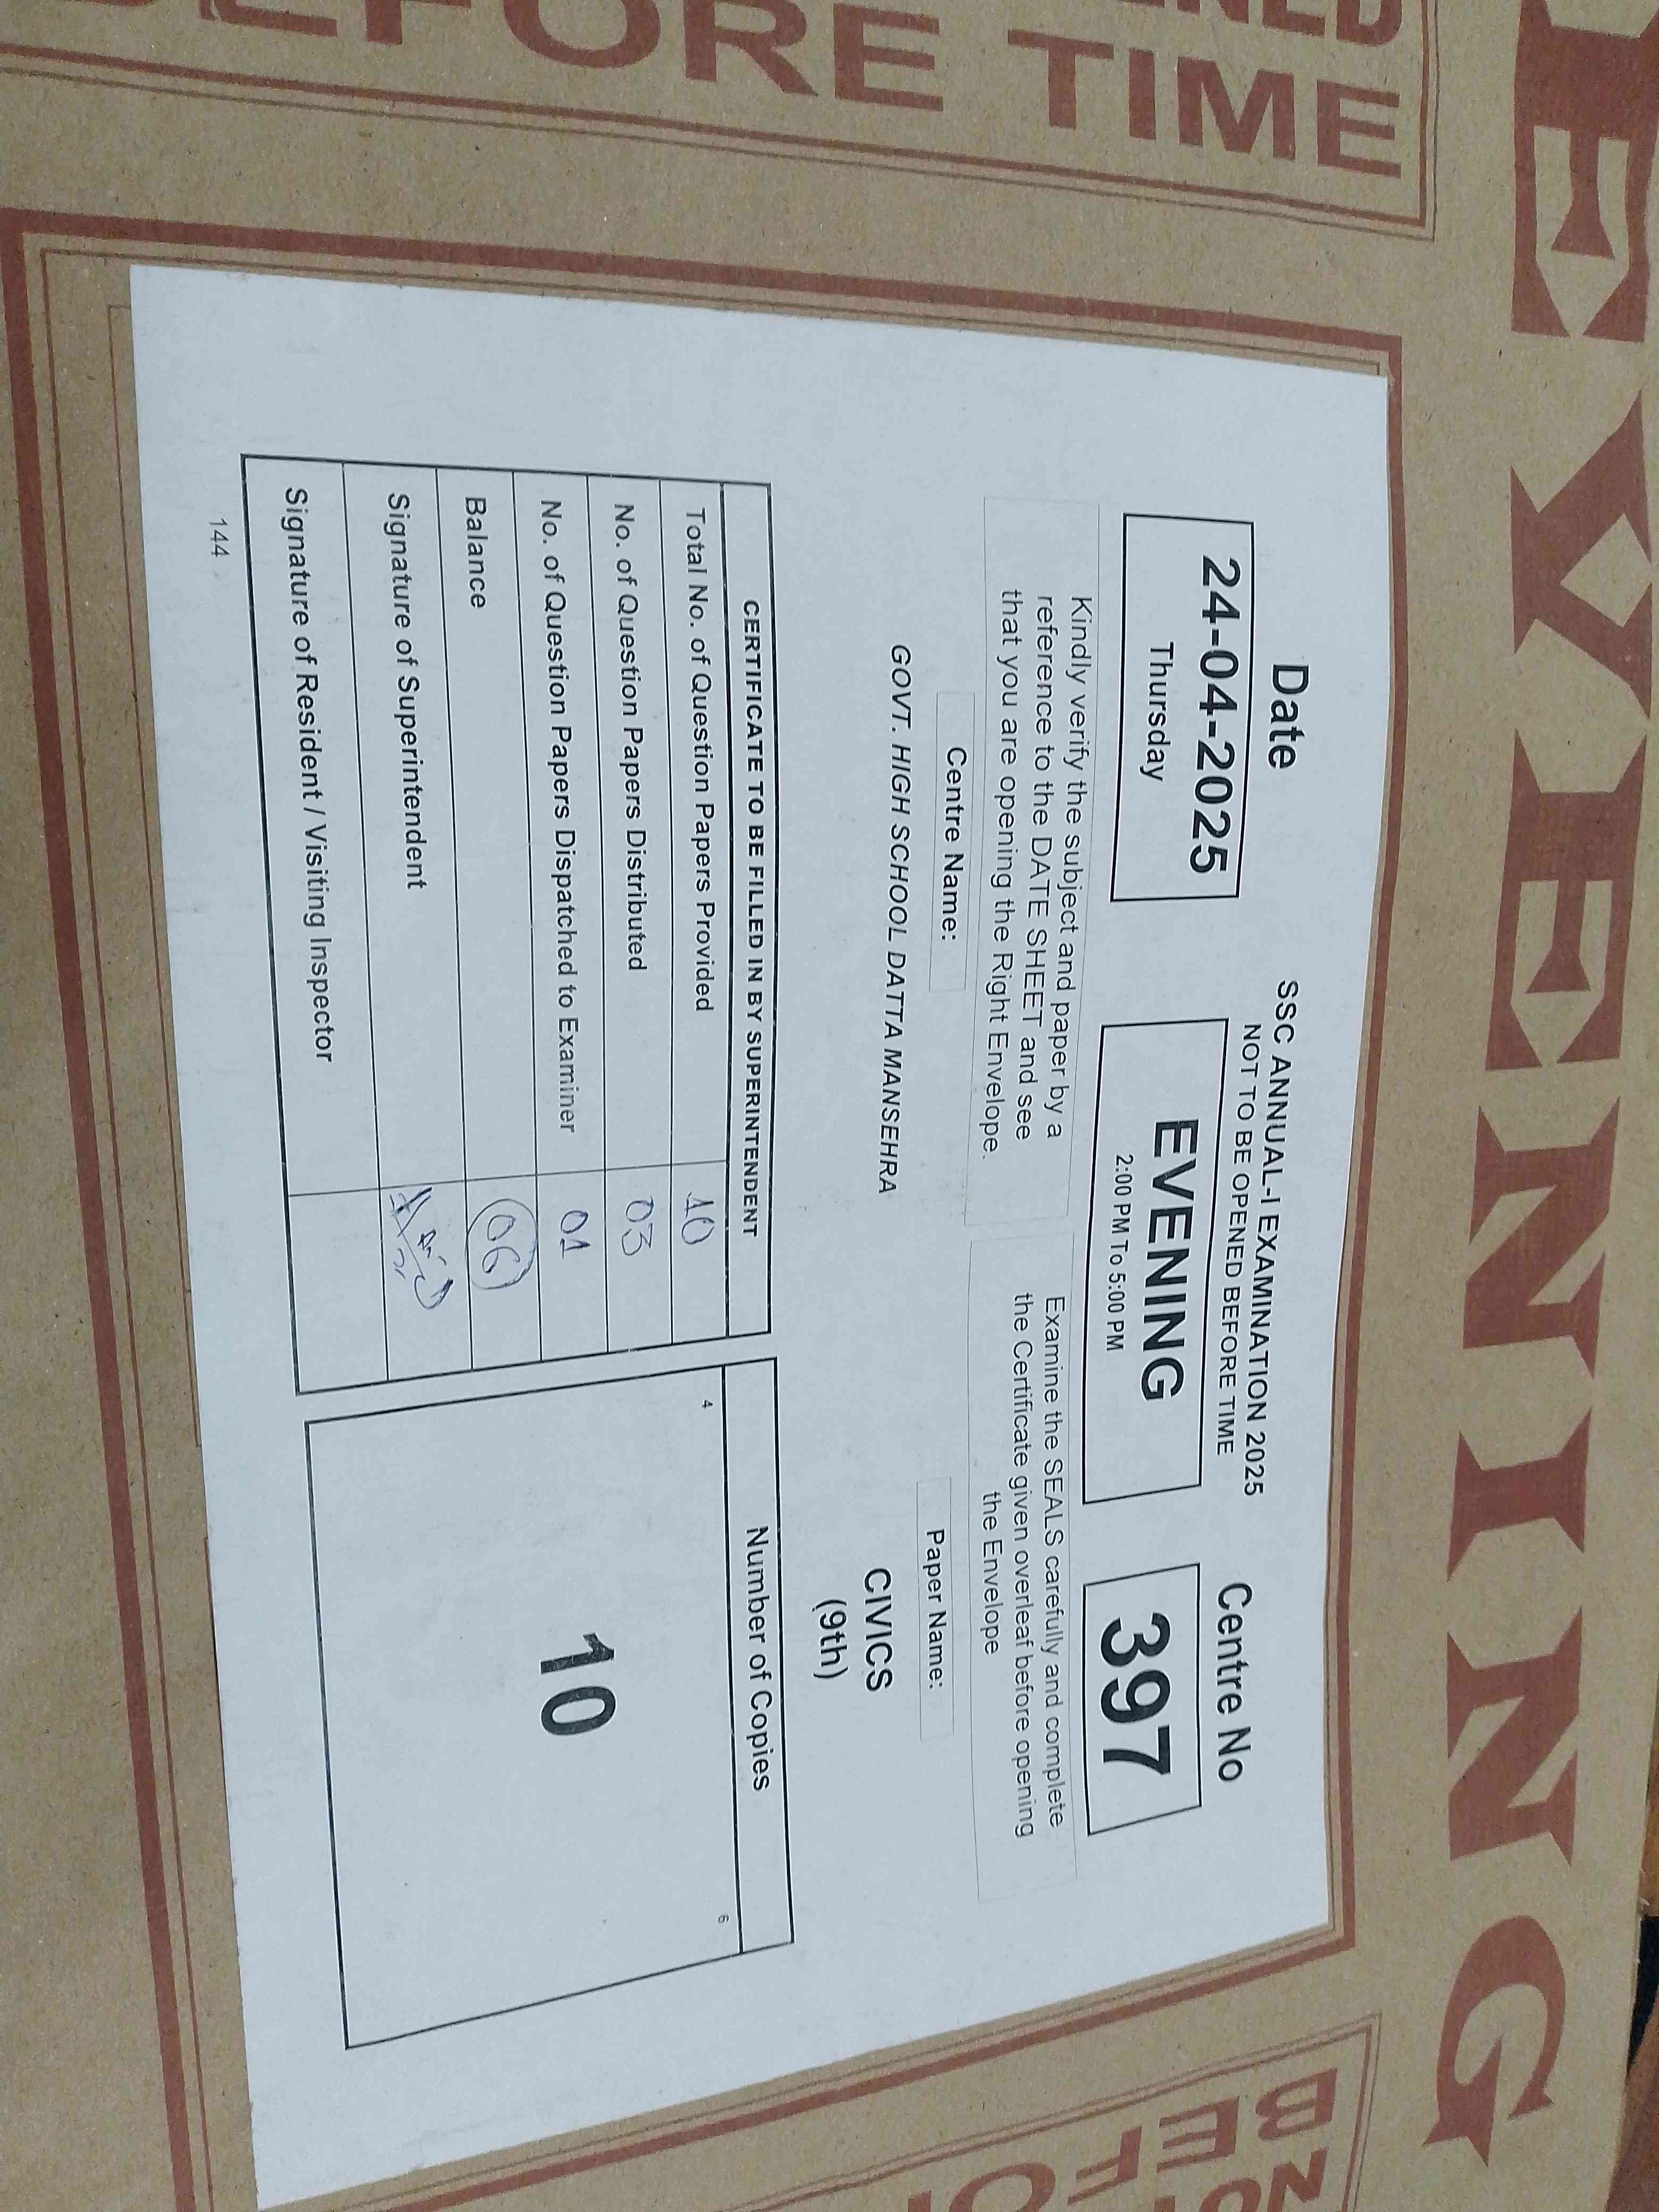 EVENING
BEFORE TIME
Date
24-04-2025
Thursday
SSC ANNUAL-I EXAMINATION 2025
NOT TO BE OPENED BEFORE TIME
EVENING
2:00 PM To 5:00 PM
Centre No
397
Kindly verify the subject and paper by a
reference to the DATE SHEET and see
that you are opening the Right Envelope.
Examine the SEALS carefully and complete
the Certificate given overleaf before opening
the Envelope
Centre Name:
GOVT. HIGH SCHOOL DATTA MANSEHRA
Paper Name:
CIVICS
(9th)
CERTIFICATE TO BE FILLED IN BY SUPERINTENDENT
Total No. of Question Papers Provided 10
No. of Question Papers Distributed 03
No. of Question Papers Dispatched to Examiner 01
Balance 06
Signature of Superintendent
Signature of Resident / Visiting Inspector
Number of Copies
4 6
10
144